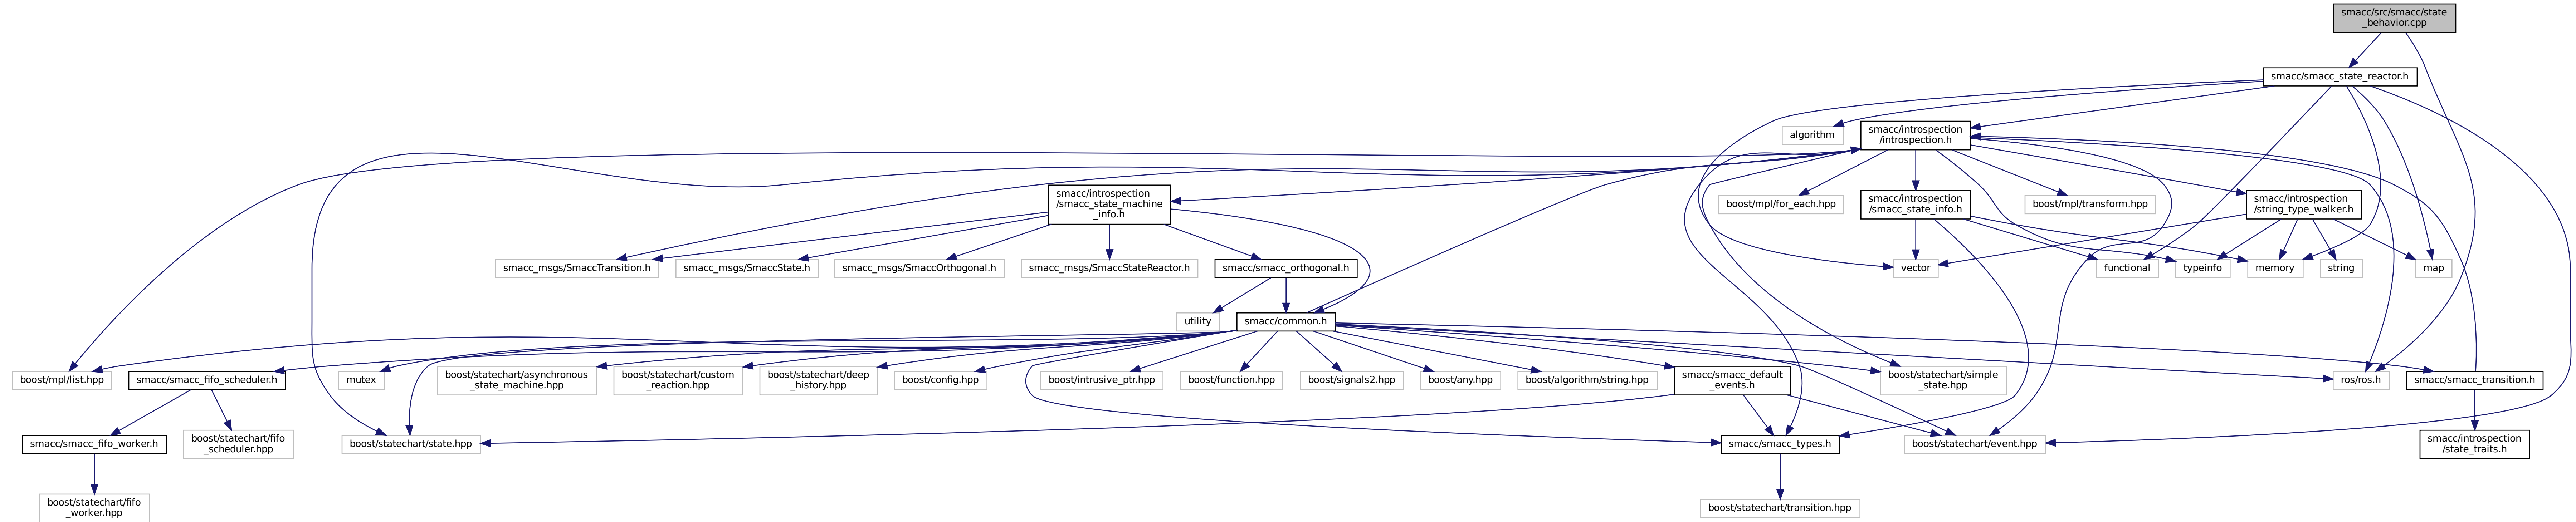 smacc/src/smacc/state
_behavior.cpp
smacc/smacc_state_reactor.h
algorithm
smacc/introspection
/introspection.h
smacc/introspection
/smacc_state_machine
_info.h
boost/mpl/for_each.hpp
smacc/introspection
/smacc_state_info.h
boost/mpl/transform.hpp
smacc/introspection
/string_type_walker.h
smacc_msgs/SmaccTransition.h
smacc_msgs/SmaccState.h
smacc_msgs/SmaccOrthogonal.h
smacc_msgs/SmaccStateReactor.h
smacc/smacc_orthogonal.h
vector
functional
typeinfo
memory
string
map
utility
smacc/common.h
boost/mpl/list.hpp
smacc/smacc_fifo_scheduler.h
mutex
boost/statechart/asynchronous
_state_machine.hpp
boost/statechart/custom
_reaction.hpp
boost/statechart/deep
_history.hpp
boost/config.hpp
boost/intrusive_ptr.hpp
boost/function.hpp
boost/signals2.hpp
boost/any.hpp
boost/algorithm/string.hpp
smacc/smacc_default
_events.h
boost/statechart/simple
_state.hpp
ros/ros.h
smacc/smacc_transition.h
smacc/smacc_fifo_worker.h
boost/statechart/fifo
_scheduler.hpp
boost/statechart/state.hpp
smacc/smacc_types.h
boost/statechart/event.hpp
smacc/introspection
/state_traits.h
boost/statechart/fifo
_worker.hpp
boost/statechart/transition.hpp